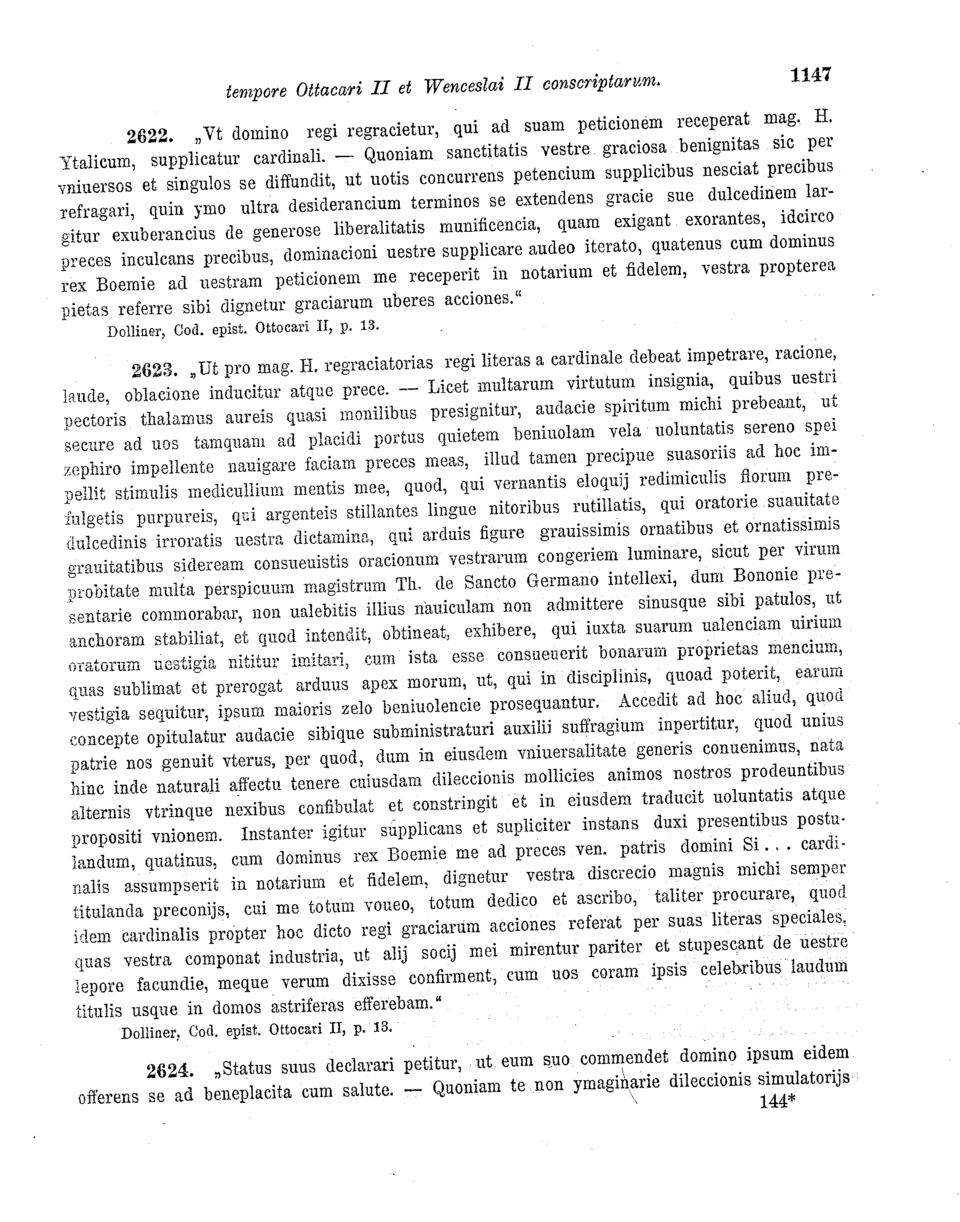 tempore Ottacari II et Wenceslai II conscriptarum. 1147
2622. „Vt domino regi regracietur, qui ad suam peticionem receperat mag. H.
Ytalicum, supplicatur cardinali. — Quoniam sanctitatis vestre graciosa benignitas sic per
vniuersos et singulos se diffundit, ut uotis concurrens petencium supplicibus nesciat precibus
refragari, quin ymo ultra desiderancium terminos se extendens gracie sue dulcedinem lar-
gitur exuberancius de generose liberalitatis munificencia, quam exigant exorantes, idcirco
preces inculcans precibus, dominacioni uestre supplicare audeo iterato, quatenus cum dominus
rex Boemie ad uestram peticionem me receperit in notarium et fidelem, vestra propterea
pietas referre sibi dignetur graciarum uberes acciones.“
Dolliner, Cod. epist. Ottocari II, p. 13.
2623. „Ut pro mag. H. regraciatorias regi literas a cardinale debeat impetrare, racione,
laude, oblacione inducitur atque prece. — Licet multarum virtutum insignia, quibus uestri
pectoris thalamus aureis quasi monilibus presignitur, audacie spiritum michi prebeant, ut
secure ad uos tamquam ad placidi portus quietem beniuolam vela uoluntatis sereno spei
zephiro impellente nauigare faciam preces meas, illud tamen precipue suasoriis ad hoc im-
pellit stimulis medicullium mentis mee, quod, qui vernantis eloquij redimiculis florum pre-
fulgetis purpureis, qui argenteis stillantes lingue nitoribus rutillatis, qui oratorie suauitate
dulcedinis irroratis uestra dictamina, qui arduis figure grauissimis ornatibus et ornatissimis
grauitatibus sideream consueuistis oracionum vestrarum congeriem luminare, sicut per virum
probitate multa perspicuum magistrum Th. de Sancto Germano intellexi, dum Bononie pre-
sentarie commorabar, non ualebitis illius nauiculam non admittere sinusque sibi patulos, ut
anchoram stabiliat, et quod intendit, obtineat, exhibere, qui iuxta suarum ualenciam uirium
oratorum uestigia nititur imitari, cum ista esse consueuerit bonarum proprietas mencium,
quas sublimat et prerogat arduus apex morum, ut, qui in disciplinis, quoad poterit, earum
vestigia sequitur, ipsum maioris zelo beniuolencie prosequantur. Accedit ad hoc aliud, quod
concepte opitulatur audacie sibique subministraturi auxilii suffragium inpertitur, quod unius
patrie nos genuit vterus, per quod, dum in eiusdem vniuersalitate generis conuenimus, nata
hinc inde naturali affectu tenere cuiusdam dileccionis mollicies animos nostros prodeuntibus
alternis vtrinque nexibus confibulat et constringit et in eiusdem traducit uoluntatis atque
propositi vnionem. Instanter igitur supplicans et supliciter instans duxi presentibus postu-
landum, quatinus, cum dominus rex Boemie me ad preces ven. patris domini Si... cardi-
nalis assumpserit in notarium et fidelem, dignetur vestra discrecio magnis michi semper
titulanda preconijs, cui me totum voueo, totum dedico et ascribo, taliter procurare, quod
idem cardinalis propter hoc dicto regi graciarum acciones referat per suas literas speciales,
quas vestra componat industria, ut alij socij mei mirentur pariter et stupescant de uestre
lepore facundie, meque verum dixisse confirment, cum uos coram ipsis celebribus laudum
titulis usque in domos astriferas efferebam.“
Dolliner, Cod. epist. Ottocari II, p. 13.
2624. „Status suus declarari petitur, ut eum suo commendet domino ipsum eidem
offerens se ad beneplacita cum salute. — Quoniam te non ymaginarie dileccionis simulatorijs
144*